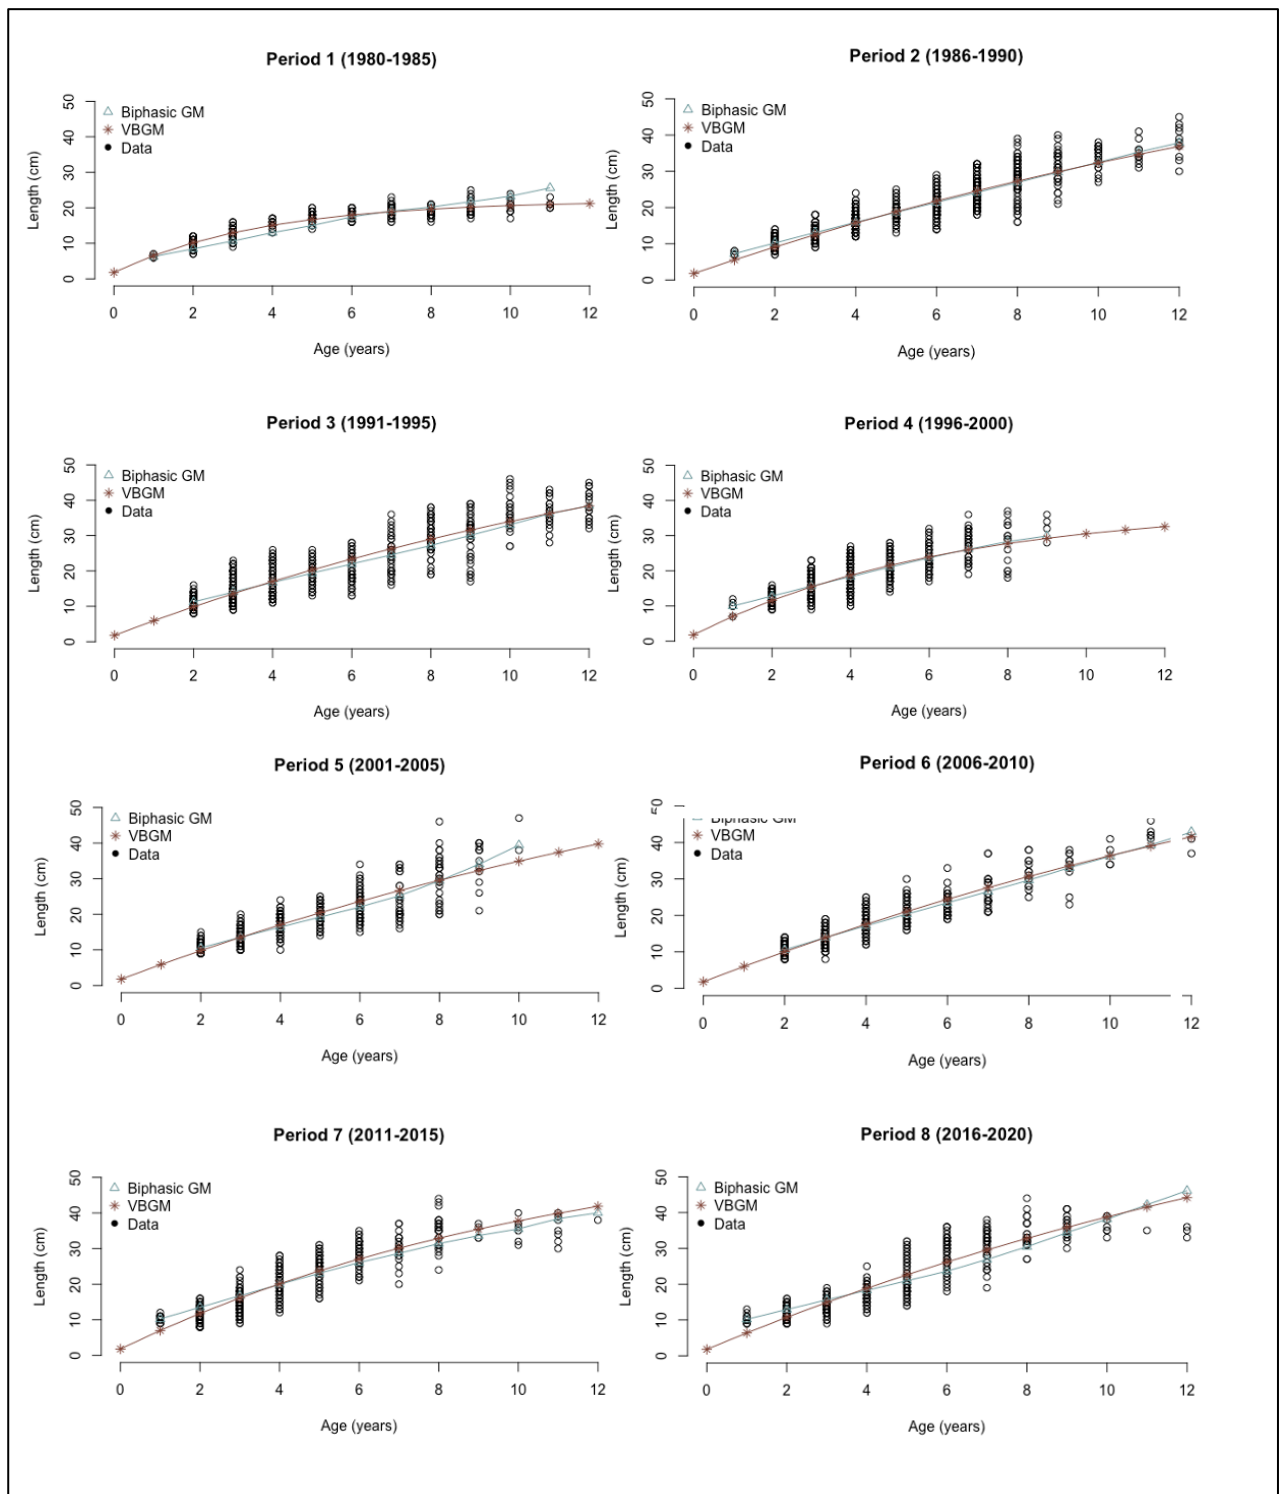 Period 1 (1980-1985)
50
40
30
20
10
0
Length (cm)
Biphasic GM
VBGM
Data
0 2 4 6 8 10 12
Age (years)
Period 2 (1986-1990)
50
40
30
20
10
0
Length (cm)
Biphasic GM
VBGM
Data
0 2 4 6 8 10 12
Age (years)
Period 3 (1991-1995)
50
40
30
20
10
0
Length (cm)
Biphasic GM
VBGM
Data
0 2 4 6 8 10 12
Age (years)
Period 4 (1996-2000)
50
40
30
20
10
0
Length (cm)
Biphasic GM
VBGM
Data
0 2 4 6 8 10 12
Age (years)
Period 5 (2001-2005)
50
40
30
20
10
0
Length (cm)
Biphasic GM
VBGM
Data
0 2 4 6 8 10 12
Age (years)
Period 6 (2006-2010)
50
40
30
20
10
0
Length (cm)
Biphasic GM
VBGM
Data
0 2 4 6 8 10 12
Age (years)
Period 7 (2011-2015)
50
40
30
20
10
0
Length (cm)
Biphasic GM
VBGM
Data
0 2 4 6 8 10 12
Age (years)
Period 8 (2016-2020)
50
40
30
20
10
0
Length (cm)
Biphasic GM
VBGM
Data
0 2 4 6 8 10 12
Age (years)